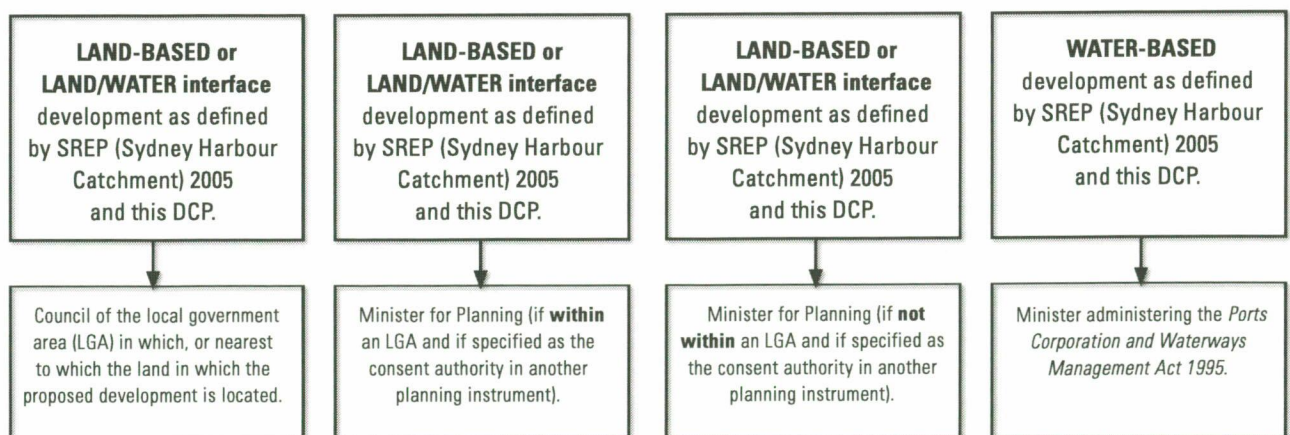 LAND-BASED or
LAND/WATER interface
development as defined
by SREP (Sydney Harbour
Catchment) 2005
and this DCP.
LAND-BASED or
LAND/WATER interface
development as defined
by SREP (Sydney Harbour
Catchment) 2005
and this DCP.
LAND-BASED or
LAND/WATER interface
development as defined
by SREP (Sydney Harbour
Catchment) 2005
and this DCP.
WATER-BASED
development as defined
by SREP (Sydney Harbour
Catchment) 2005
and this DCP.
Council of the local government
area (LGA) in which, or nearest
to which the land in which the
proposed development is located.
Minister for Planning (if within
an LGA and if specified as the
consent authority in another
planning instrument).
Minister for Planning (if not
within an LGA and if specified as
the consent authority in another
planning instrument).
Minister administering the Ports
Corporation and Waterways
Management Act 1995.